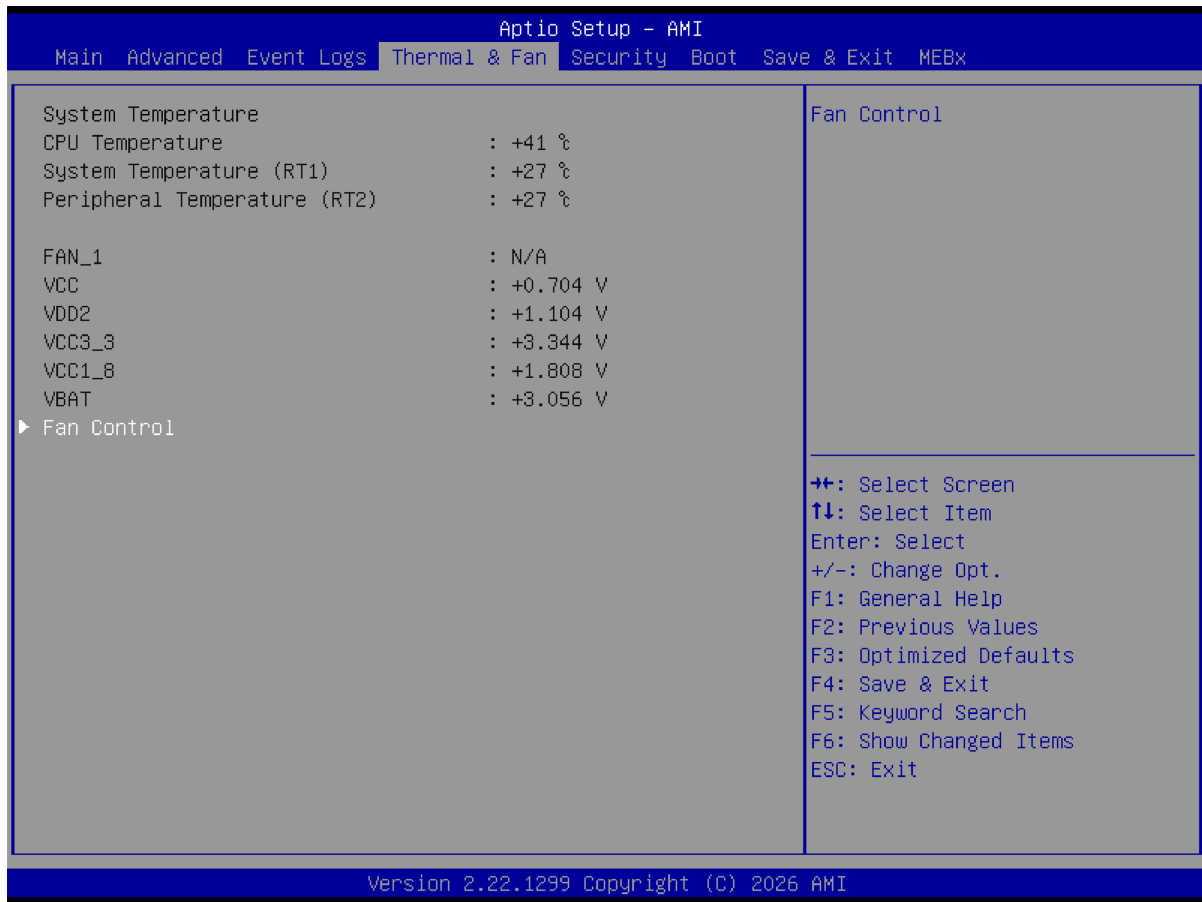 Aptio Setup – AMI
Main Advanced Event Logs Thermal & Fan Security Boot Save & Exit MEBx
System Temperature
CPU Temperature : +41 ℃
System Temperature (RT1) : +27 ℃
Peripheral Temperature (RT2) : +27 ℃
FAN_1 : N/A
VCC : +0.704 V
VDD2 : +1.104 V
VCC3_3 : +3.344 V
VCC1_8 : +1.808 V
VBAT : +3.056 V
▶ Fan Control
Fan Control
→←: Select Screen
↑↓: Select Item
Enter: Select
+/–: Change Opt.
F1: General Help
F2: Previous Values
F3: Optimized Defaults
F4: Save & Exit
F5: Keyword Search
F6: Show Changed Items
ESC: Exit
Version 2.22.1299 Copyright (C) 2026 AMI